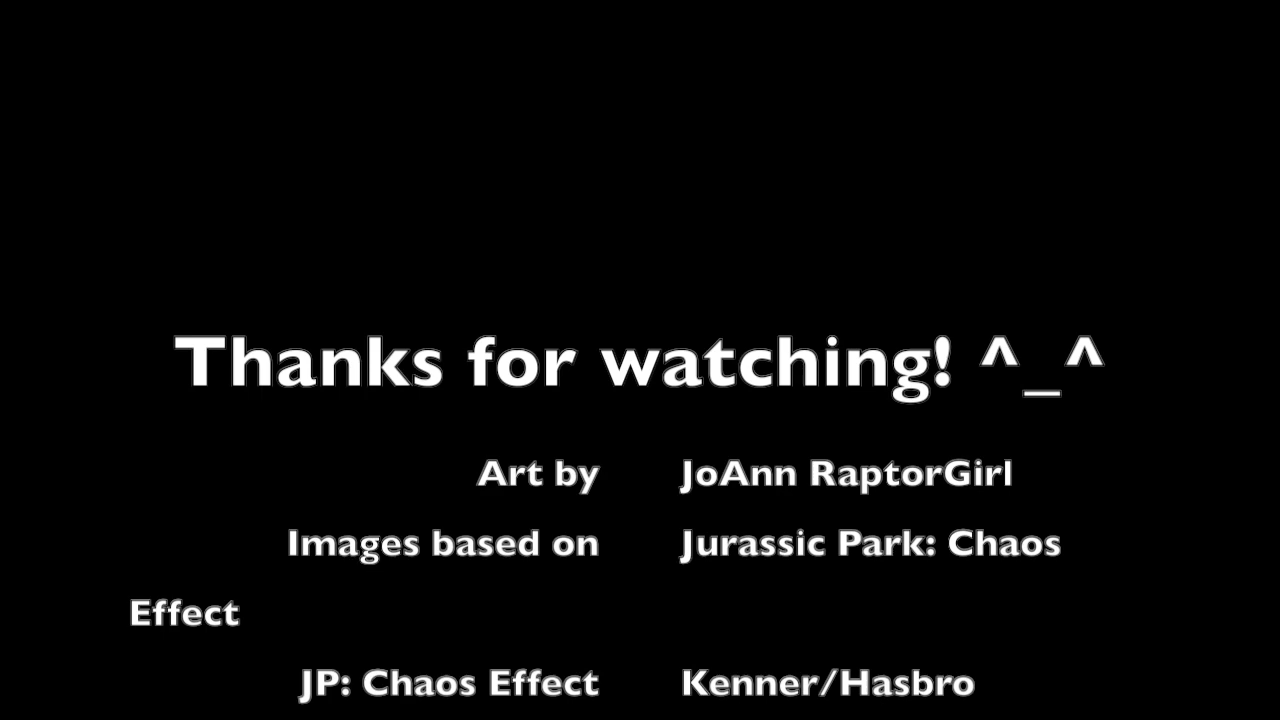 Thanks for watching! ^_^
Art by JoAnn RaptorGirl
Images based on Jurassic Park: Chaos
Effect
JP: Chaos Effect Kenner/Hasbro